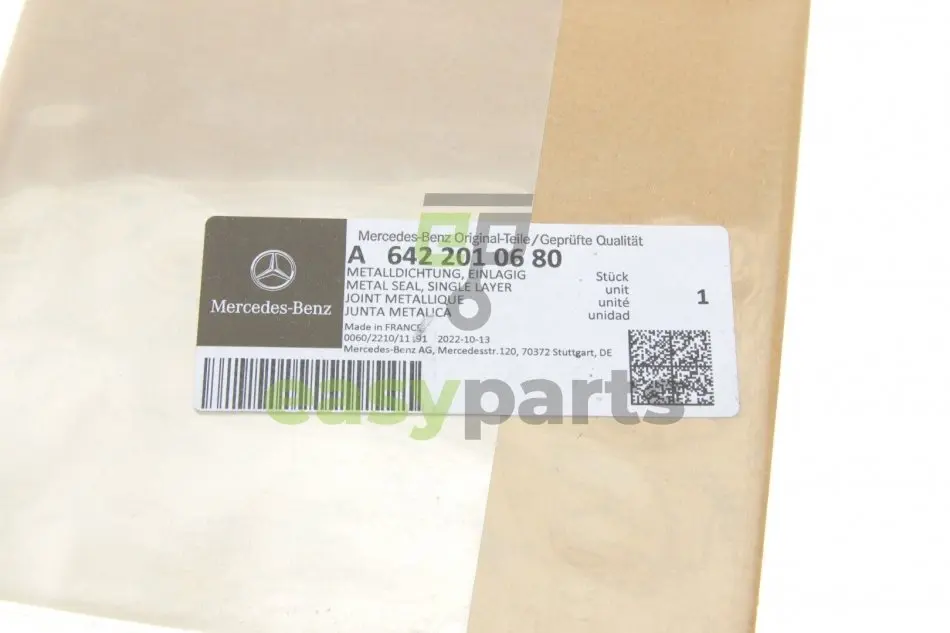 Mercedes-Benz Original-Teile/Geprüfte Qualität
A 642 201 06 80
METALLDICHTUNG, EINLAGIG
METAL SEAL, SINGLE LAYER
JOINT METALLIQUE
JUNTA METALICA
Stück
unit
unité
unidad
1
Mercedes-Benz
Made in FRANCE
0060/2210/11191 2022-10-13
Mercedes-Benz AG, Mercedesstr.120, 70372 Stuttgart, DE
easyparts